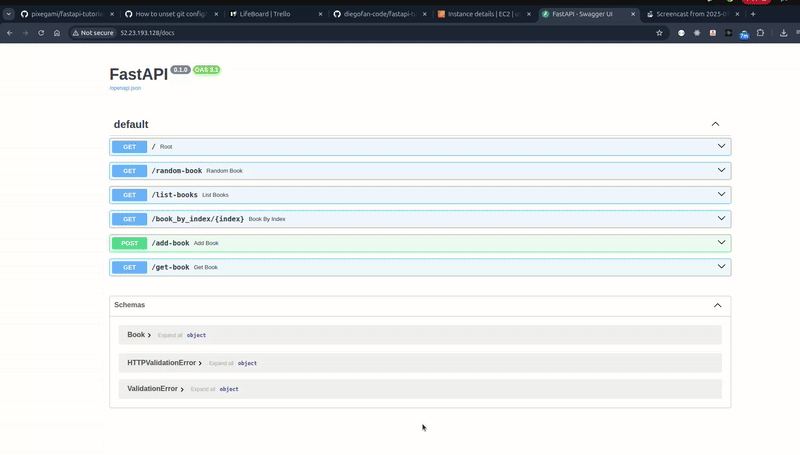 pixegami/fastapi-tutorial
How to unset git config
LifeBoard | Trello
diegofan-code/fastapi-t
Instance details | EC2 | u
FastAPI - Swagger UI
Screencast from 2025-0
Not secure 52.23.193.128/docs
FastAPI 0.1.0 OAS 3.1
/openapi.json
default
GET / Root
GET /random-book Random Book
GET /list-books List Books
GET /book_by_index/{index} Book By Index
POST /add-book Add Book
GET /get-book Get Book
Schemas
Book Expand all object
HTTPValidationError Expand all object
ValidationError Expand all object